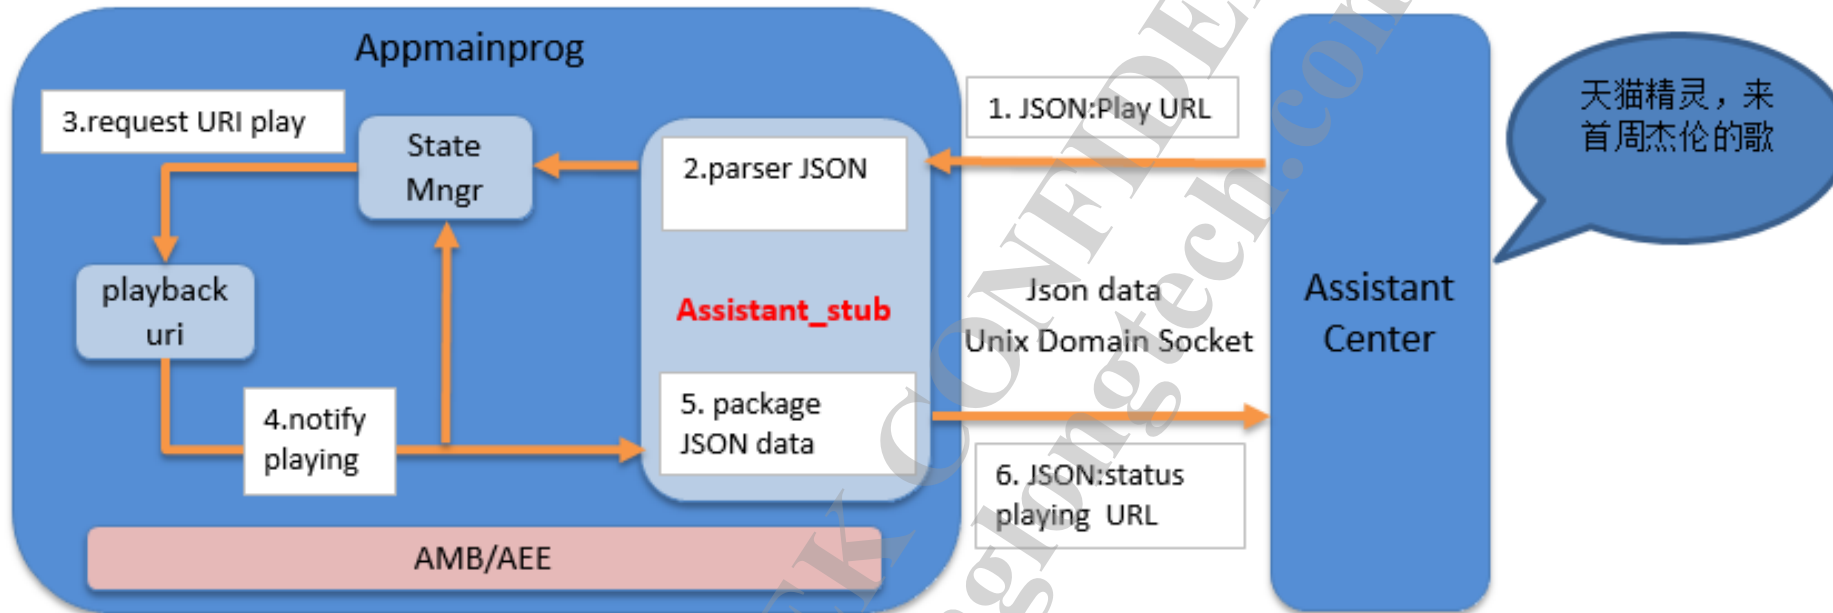 Appmainprog
3.request URI play
State
Mngr
2.parser JSON
1. JSON:Play URL
天猫精灵，来
首周杰伦的歌
playback
uri
Assistant_stub
Json data
Unix Domain Socket
Assistant
Center
4.notify
playing
5. package
JSON data
6. JSON:status
playing URL
AMB/AEE